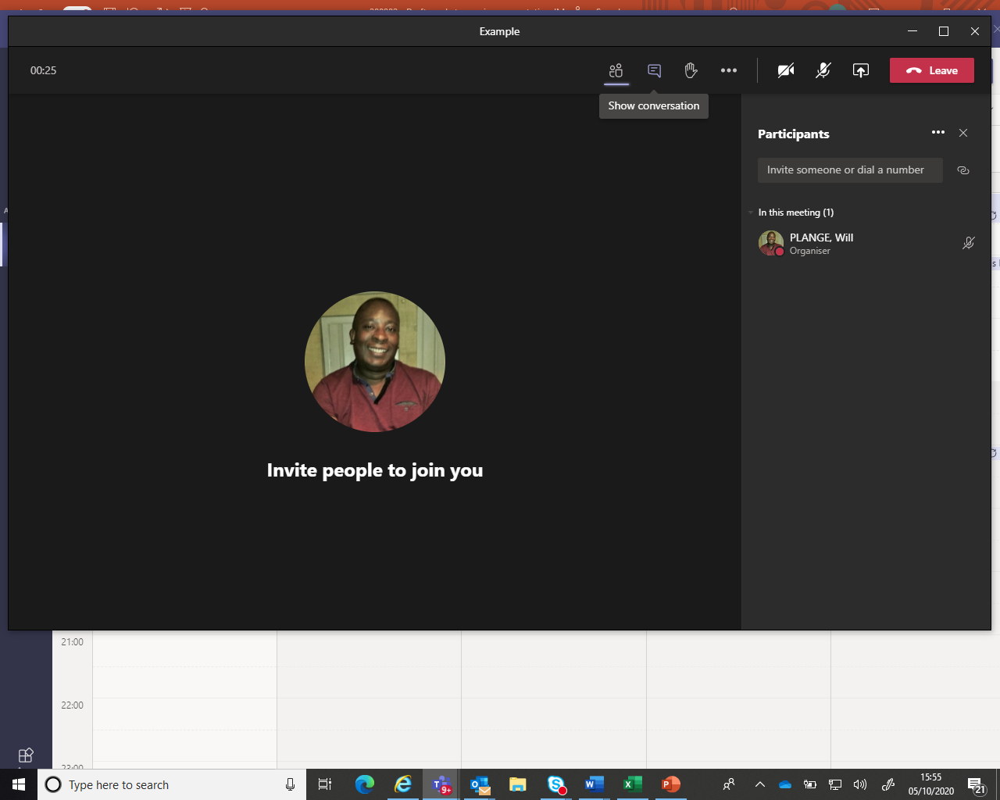 Example
00:25
Leave
Show conversation
Participants
Invite someone or dial a number
In this meeting (1)
PLANGE, Will
Organiser
Invite people to join you
21:00
22:00
23:00
Type here to search
9+
15:55
05/10/2020
21